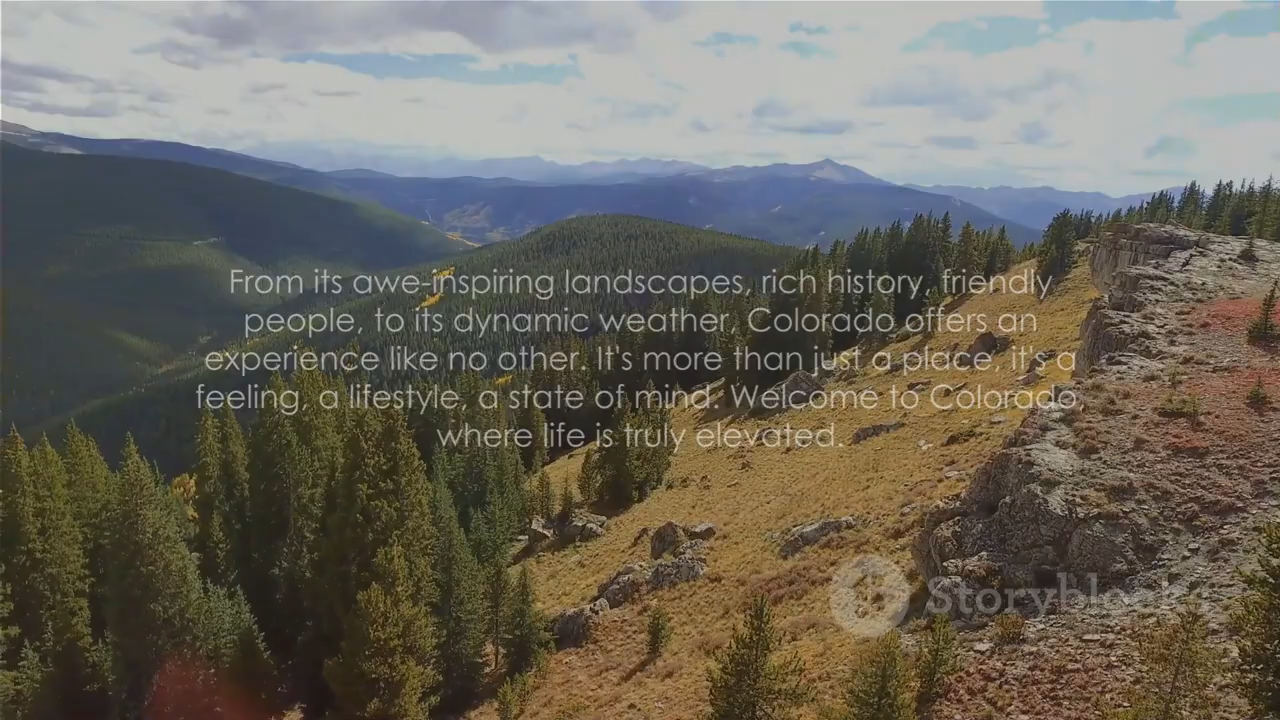 From its awe-inspiring landscapes, rich history, friendly
people, to its dynamic weather, Colorado offers an
experience like no other. It's more than just a place, it's a
feeling, a lifestyle, a state of mind. Welcome to Colorado
where life is truly elevated.
Storyblocks